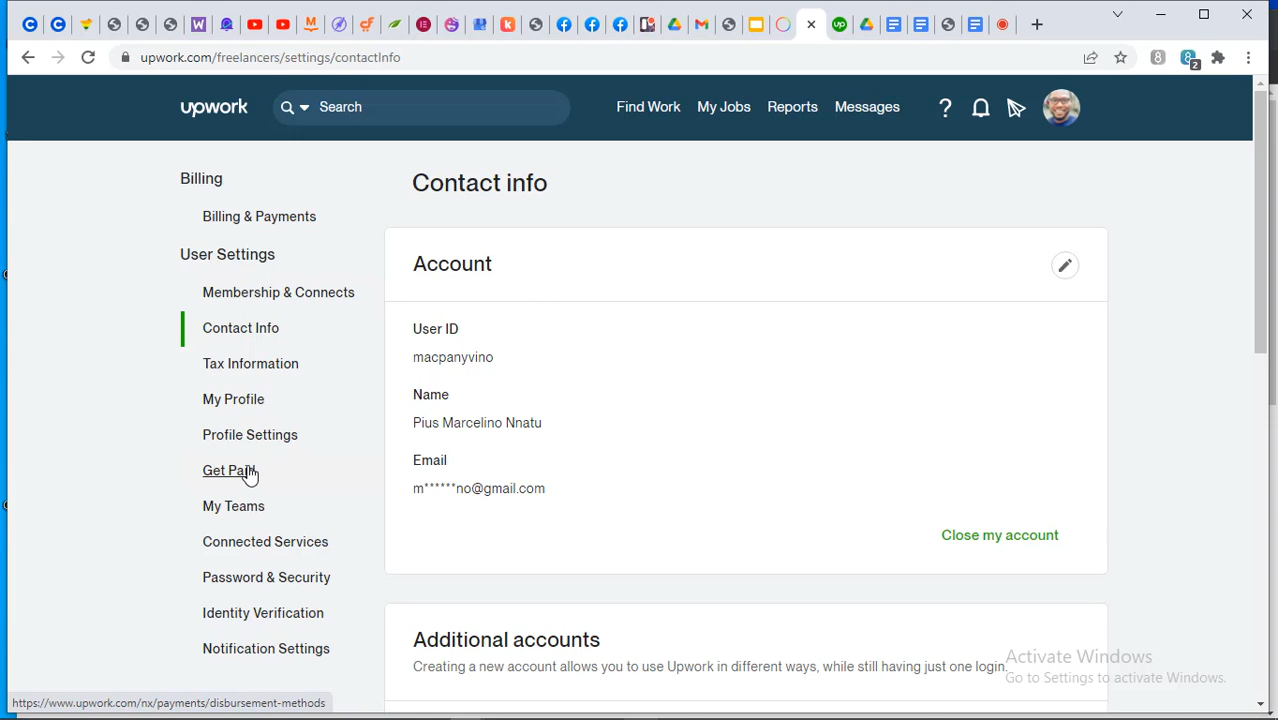 upwork.com/freelancers/settings/contactInfo
8
8
2
upwork
Search
Find Work
My Jobs
Reports
Messages
?
Billing
Billing & Payments
User Settings
Membership & Connects
Contact Info
Tax Information
My Profile
Profile Settings
Get Paid
My Teams
Connected Services
Password & Security
Identity Verification
Notification Settings
Contact info
Account
User ID
macpanyvino
Name
Pius Marcelino Nnatu
Email
m******no@gmail.com
Close my account
Additional accounts
Creating a new account allows you to use Upwork in different ways, while still having just one login.
Activate Windows
Go to Settings to activate Windows.
https://www.upwork.com/nx/payments/disbursement-methods